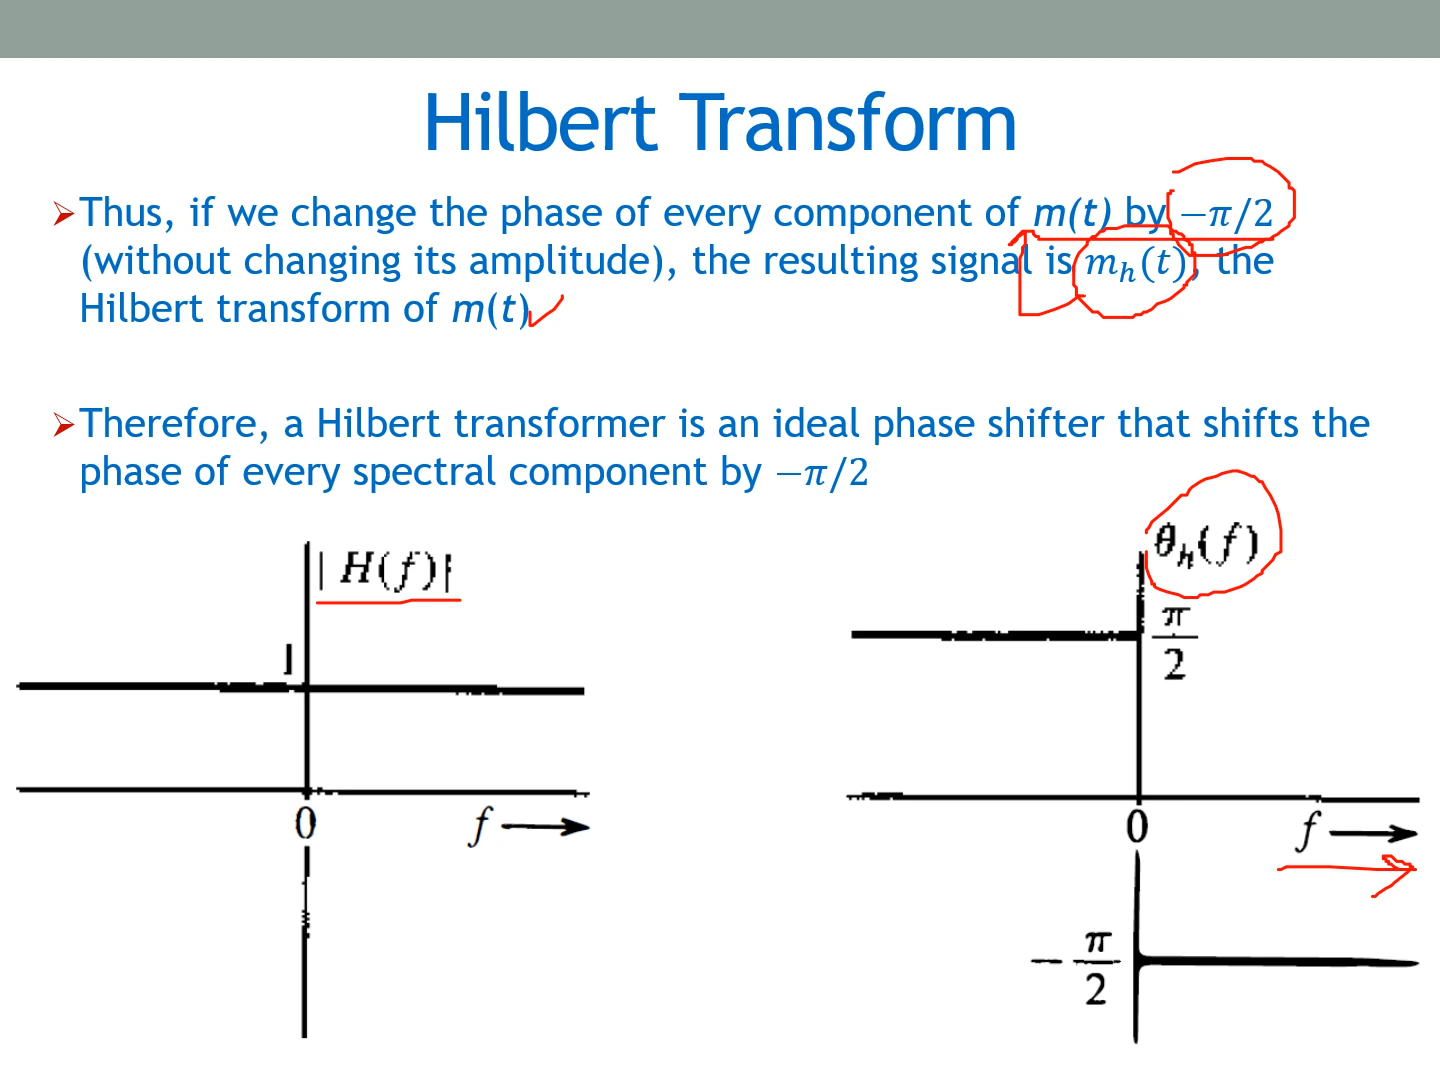 Hilbert Transform
➢Thus, if we change the phase of every component of m(t) by −π/2
(without changing its amplitude), the resulting signal is m_h(t), the
Hilbert transform of m(t)
➢Therefore, a Hilbert transformer is an ideal phase shifter that shifts the
phase of every spectral component by −π/2
|H(f)|
1
0
f
θ_h(f)
π/2
0
f
−π/2